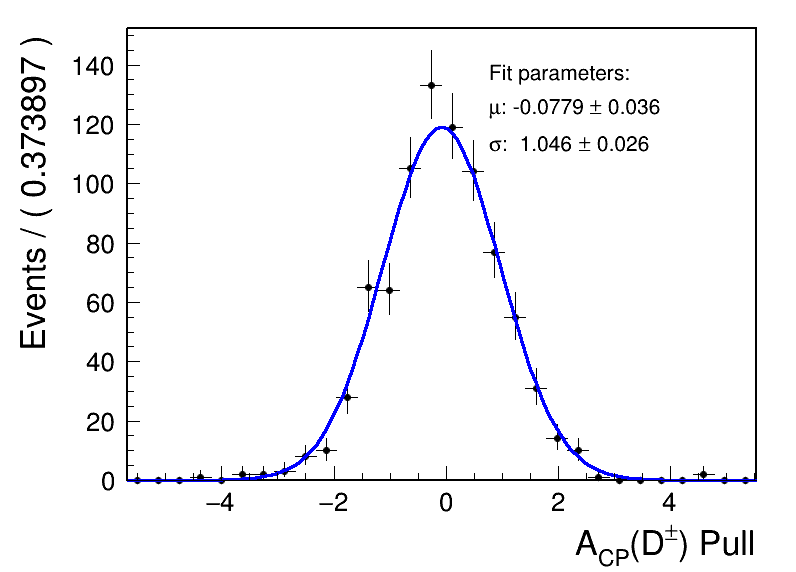 Events / ( 0.373897 )
140
120
100
80
60
40
20
0
Fit parameters:
μ: -0.0779 ± 0.036
σ: 1.046 ± 0.026
−4 −2 0 2 4
A_CP(D^±) Pull